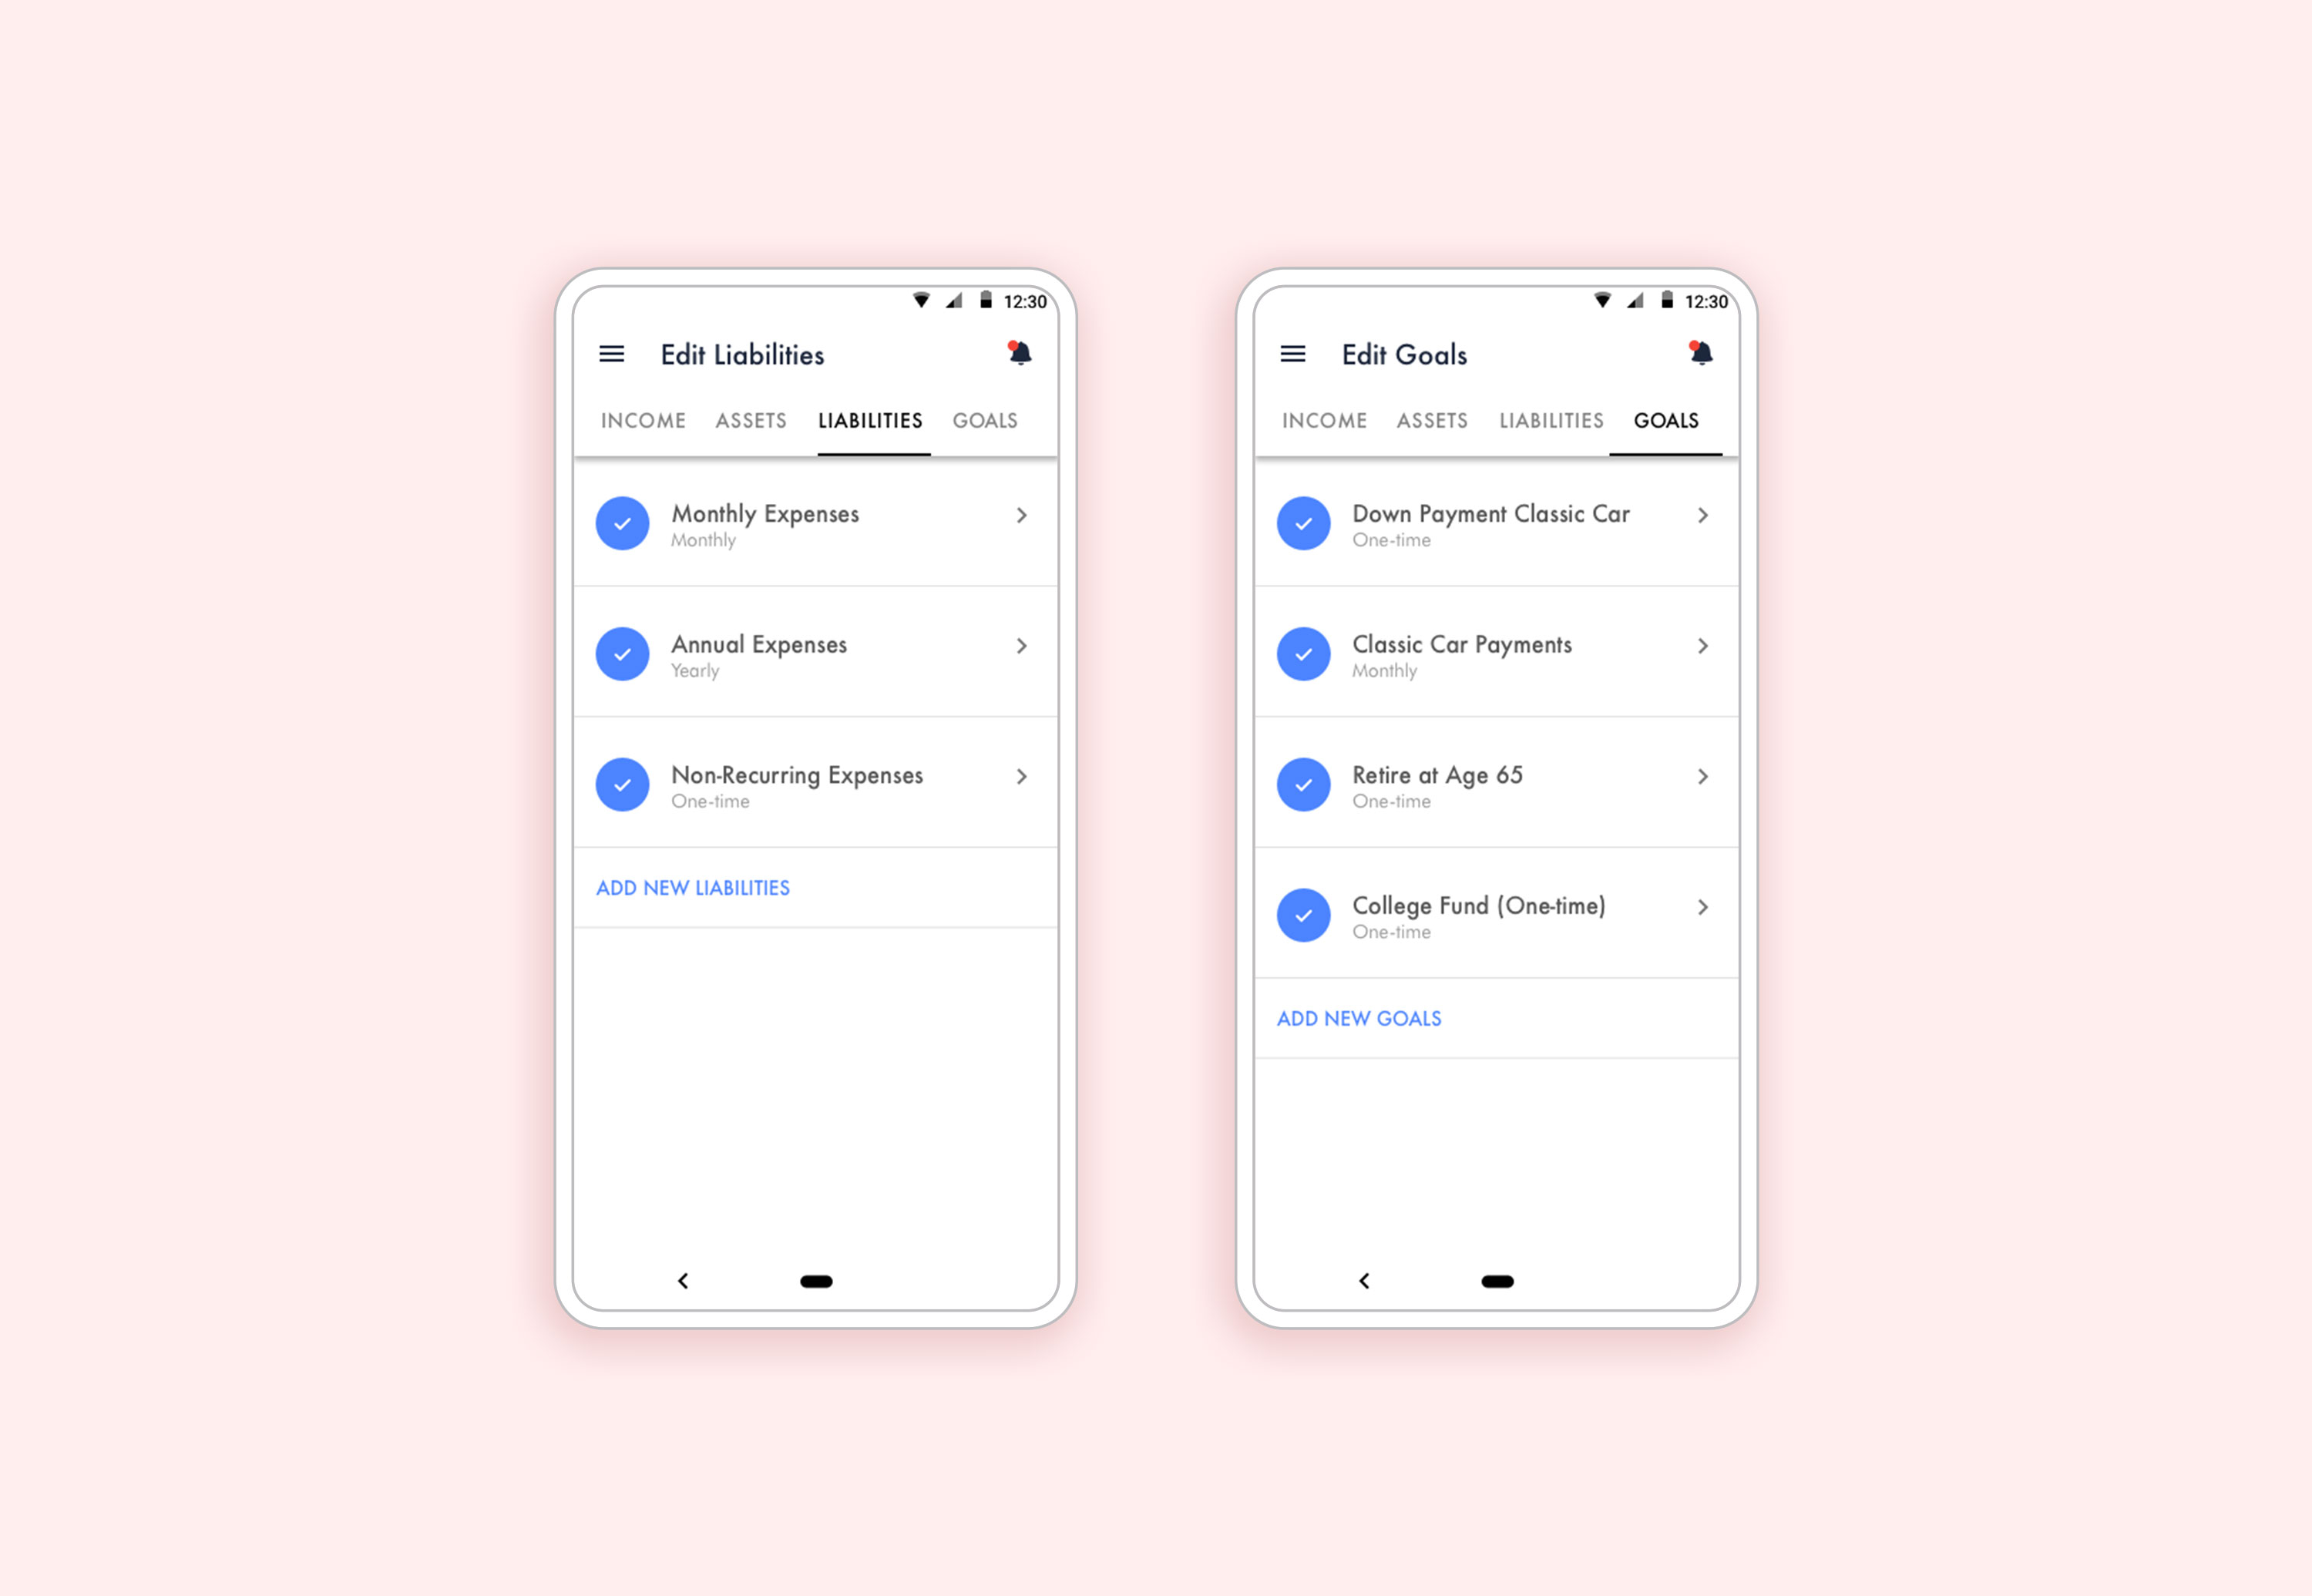 12:30
Edit Liabilities
INCOME ASSETS LIABILITIES GOALS
Monthly Expenses
Monthly
Annual Expenses
Yearly
Non-Recurring Expenses
One-time
ADD NEW LIABILITIES
12:30
Edit Goals
INCOME ASSETS LIABILITIES GOALS
Down Payment Classic Car
One-time
Classic Car Payments
Monthly
Retire at Age 65
One-time
College Fund (One-time)
One-time
ADD NEW GOALS